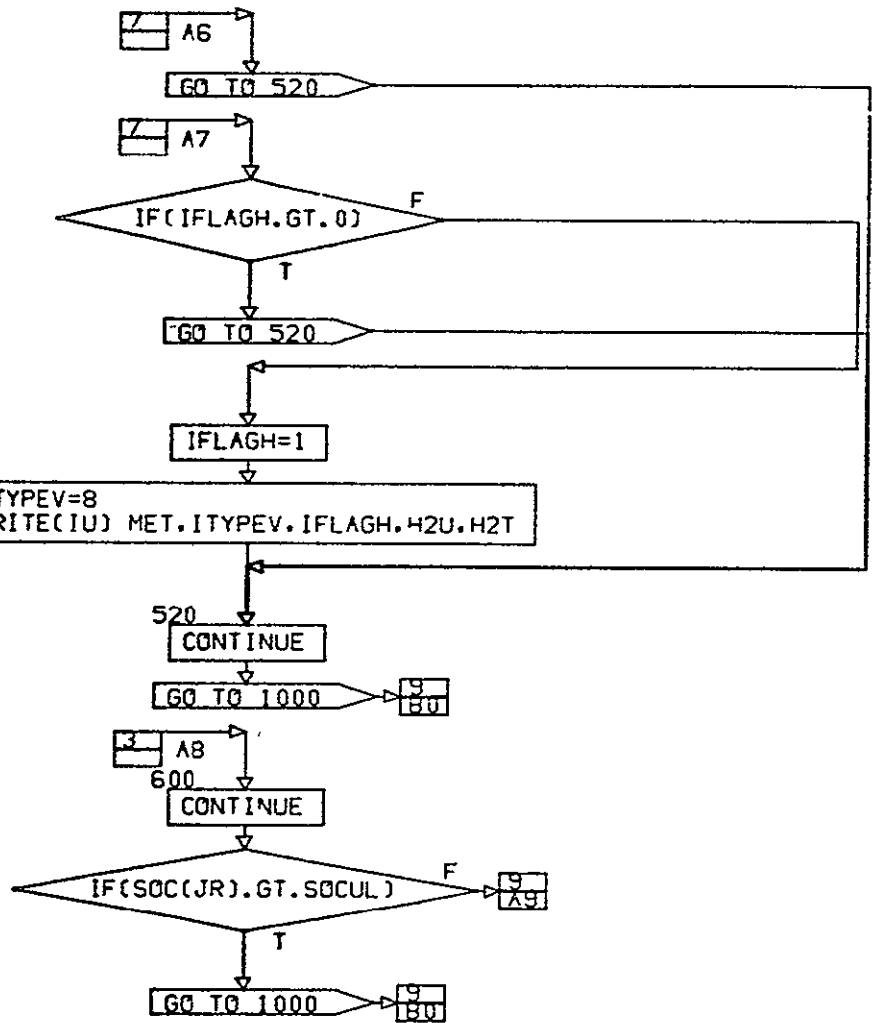 7
A6
GO TO 520
7
A7
IF(IFLAGH.GT.0)
F
T
GO TO 520
IFLAGH=1
TYPEV=8
RITE(IU) MET.ITYPEV.IFLAGH.H2U.H2T
520
CONTINUE
GO TO 1000
9
B0
3
A8
600
CONTINUE
IF(SOC(JR).GT.SOCUL)
F
9
A9
T
GO TO 1000
9
B0